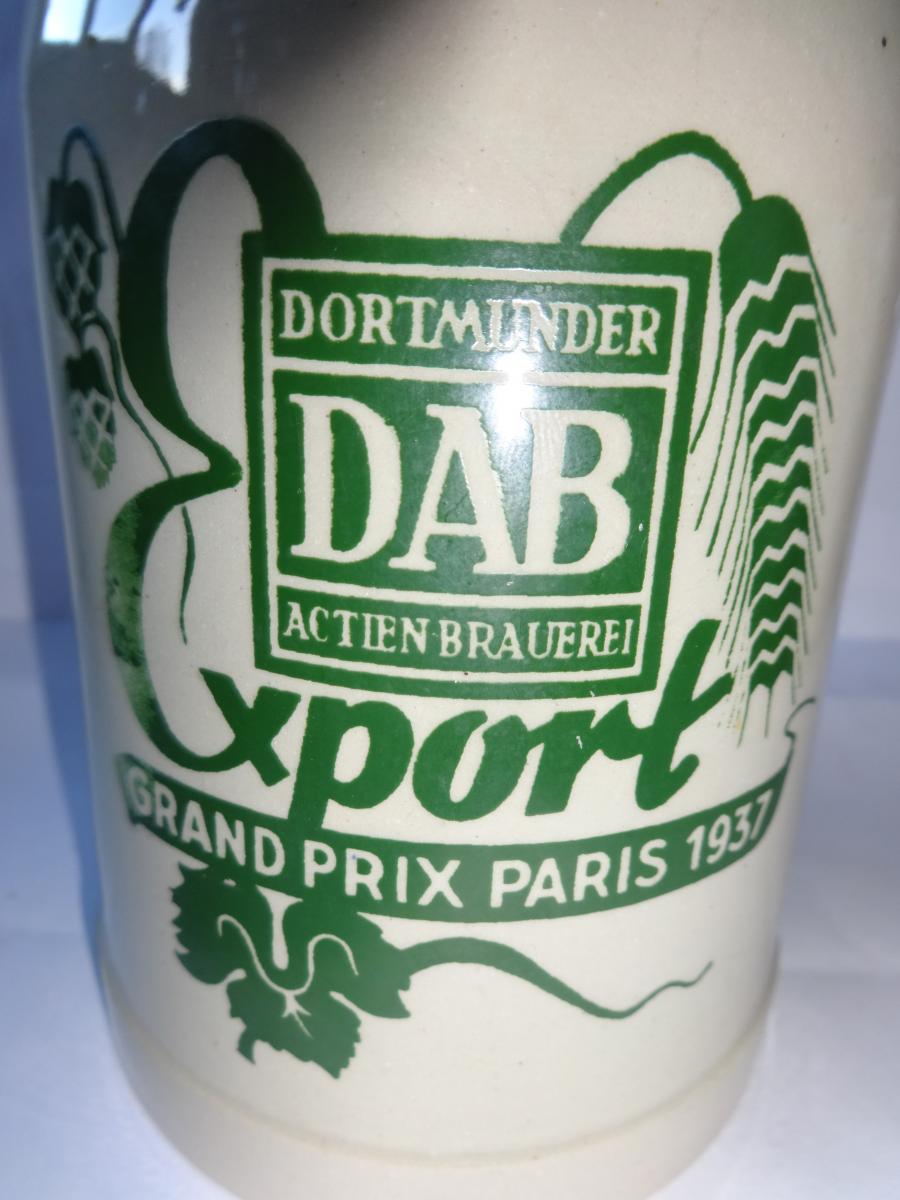 DORTMUNDER
DAB
ACTIEN·BRAUEREI
Export
GRAND PRIX PARIS 1937